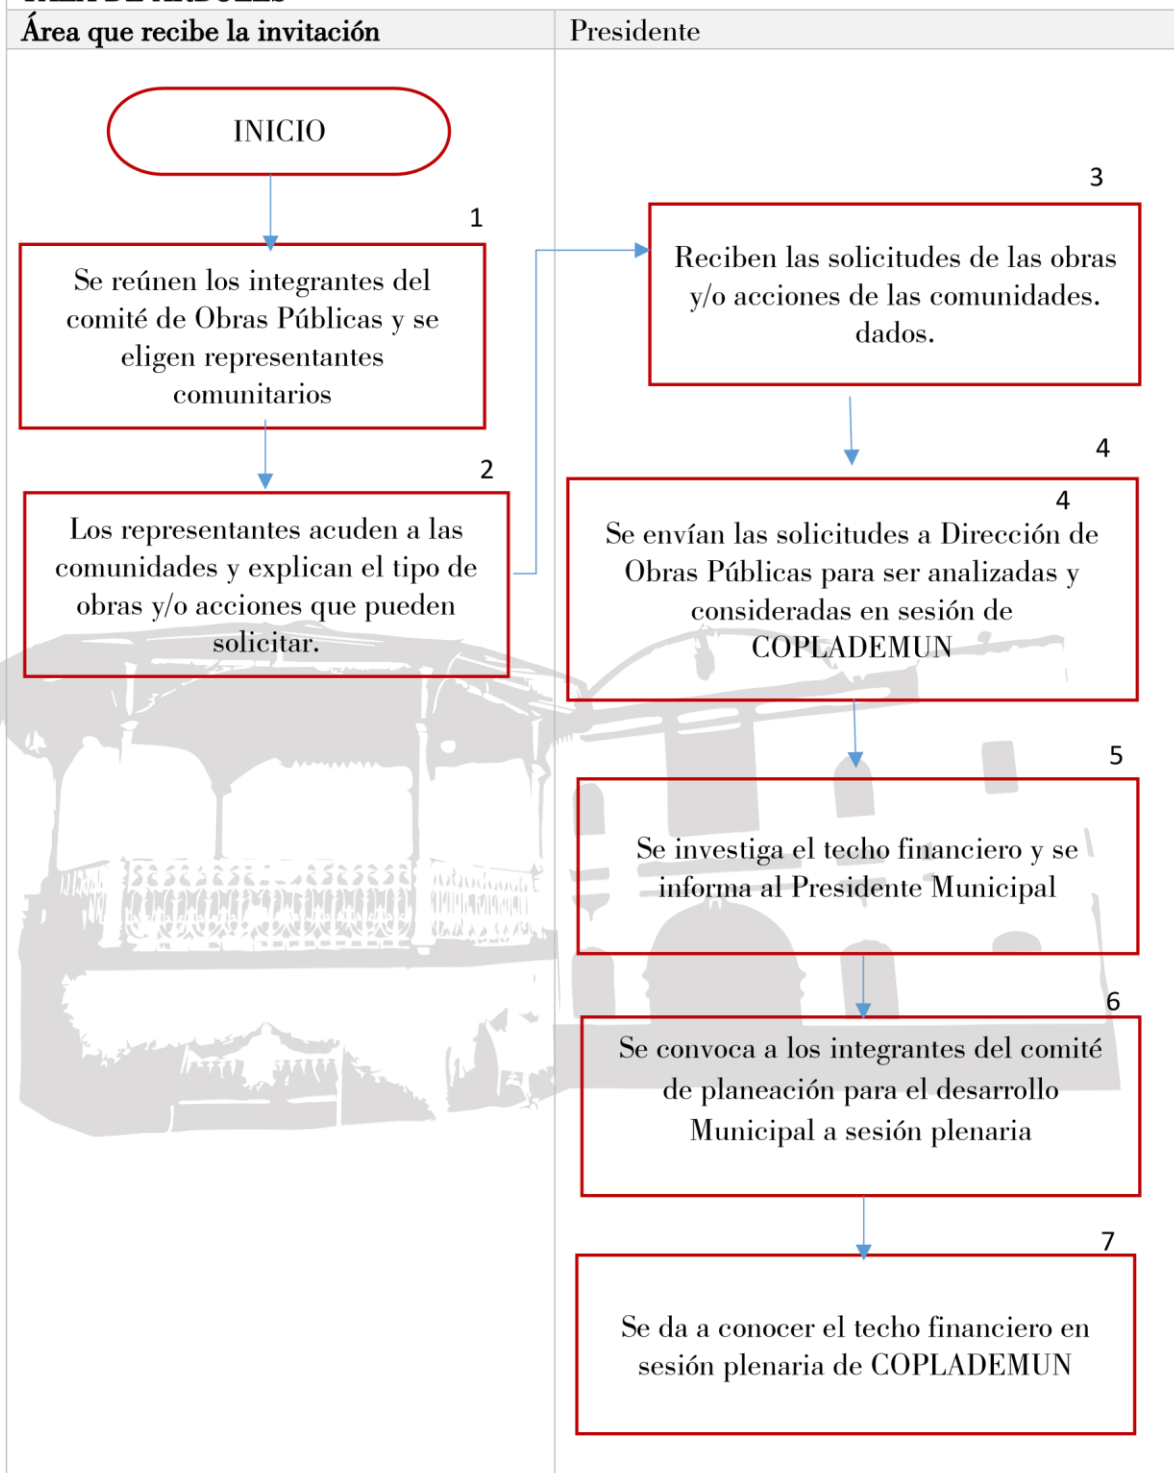 TALA DE ÁRBOLES
Área que recibe la invitación
Presidente
INICIO
1
Se reúnen los integrantes del
comité de Obras Públicas y se
eligen representantes
comunitarios
2
Los representantes acuden a las
comunidades y explican el tipo de
obras y/o acciones que pueden
solicitar.
3
Reciben las solicitudes de las obras
y/o acciones de las comunidades.
dados.
4
4
Se envían las solicitudes a Dirección de
Obras Públicas para ser analizadas y
consideradas en sesión de
COPLADEMUN
5
Se investiga el techo financiero y se
informa al Presidente Municipal
6
Se convoca a los integrantes del comité
de planeación para el desarrollo
Municipal a sesión plenaria
7
Se da a conocer el techo financiero en
sesión plenaria de COPLADEMUN